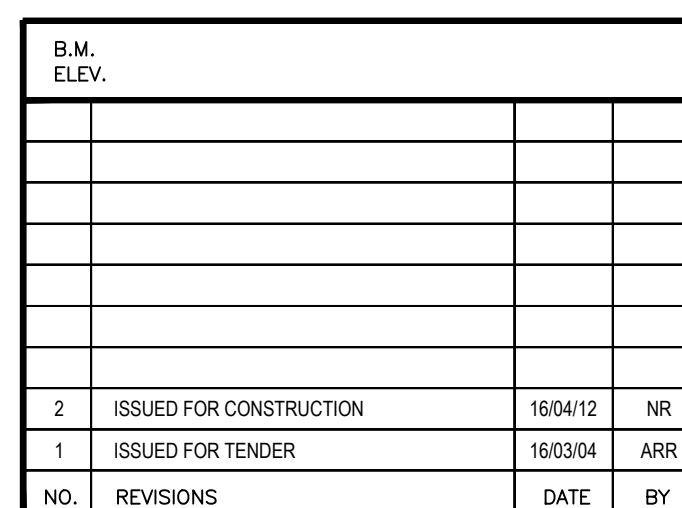 B.M.
ELEV.
2 ISSUED FOR CONSTRUCTION 16/04/12 NR
1 ISSUED FOR TENDER 16/03/04 ARR
NO. REVISIONS DATE BY